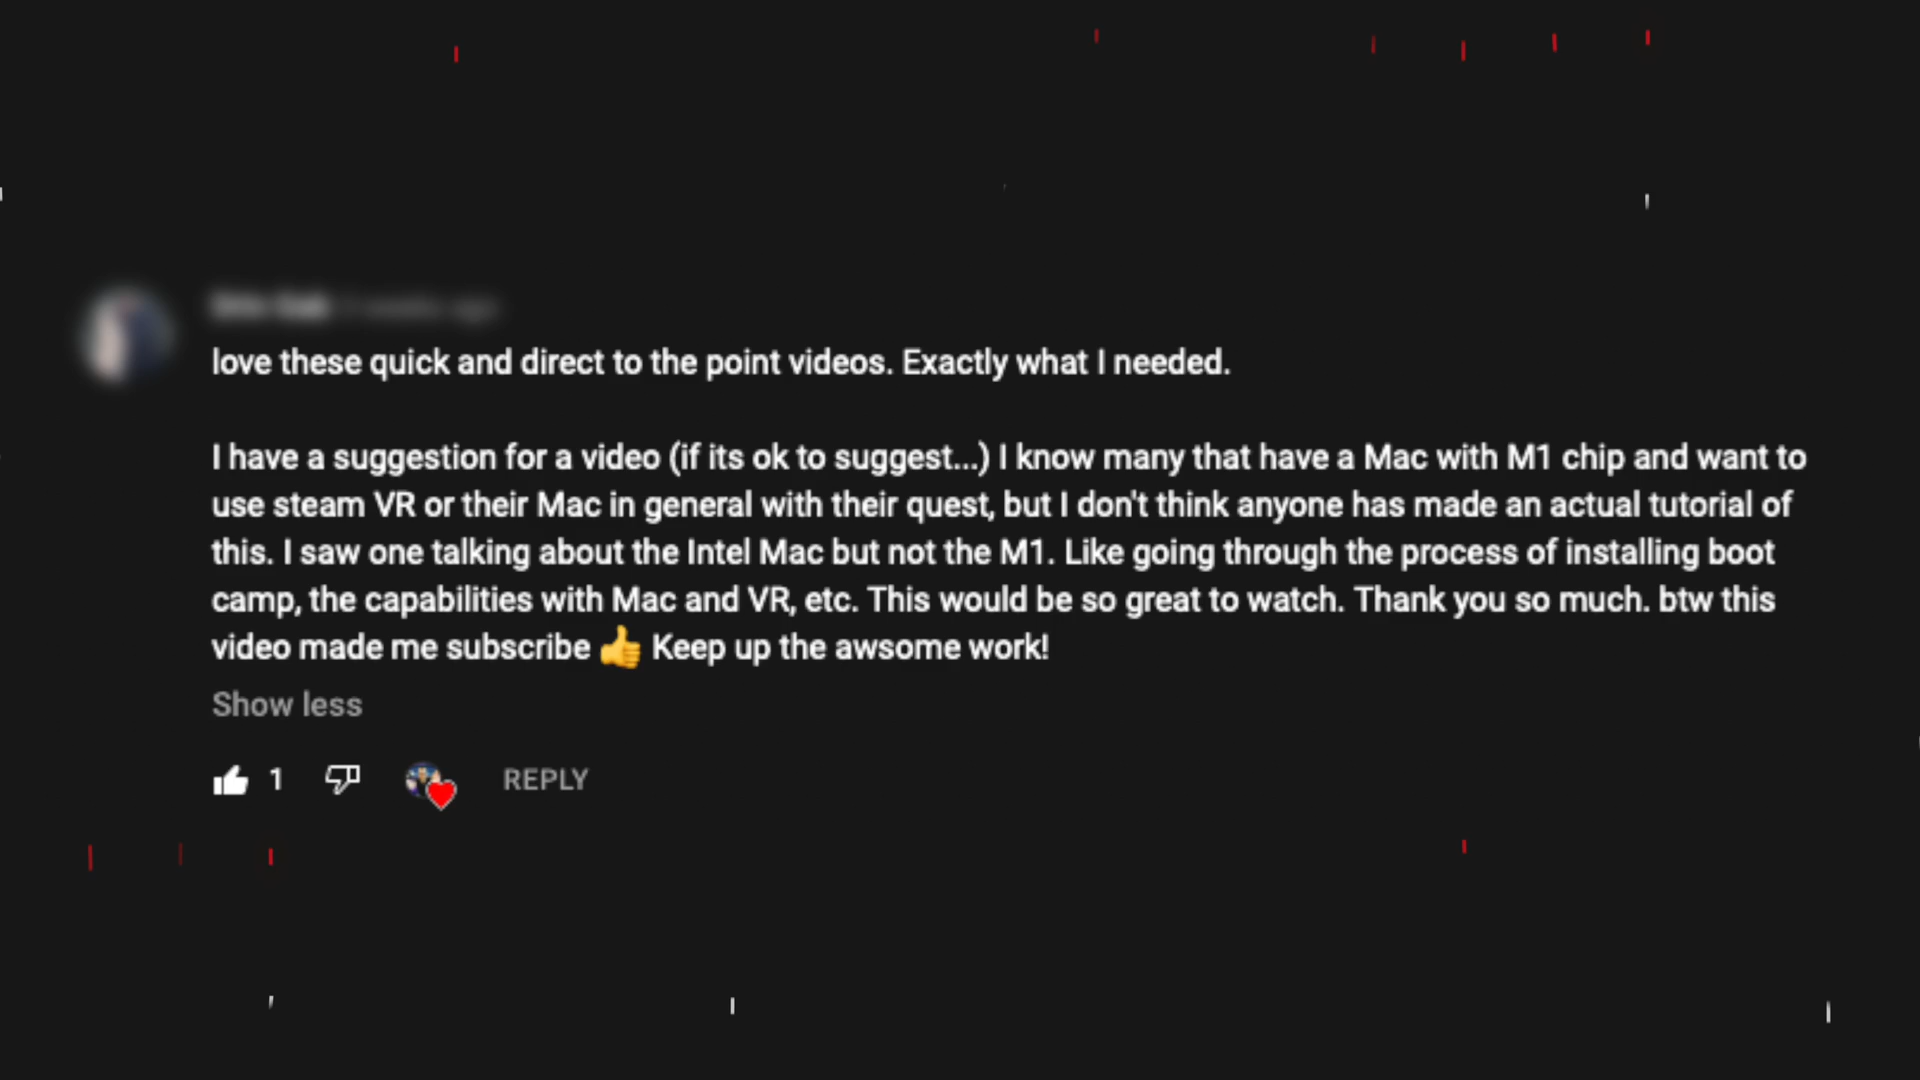 love these quick and direct to the point videos. Exactly what I needed.
I have a suggestion for a video (if its ok to suggest...) I know many that have a Mac with M1 chip and want to
use steam VR or their Mac in general with their quest, but I don't think anyone has made an actual tutorial of
this. I saw one talking about the Intel Mac but not the M1. Like going through the process of installing boot
camp, the capabilities with Mac and VR, etc. This would be so great to watch. Thank you so much. btw this
video made me subscribe 👍 Keep up the awsome work!
Show less
1 REPLY